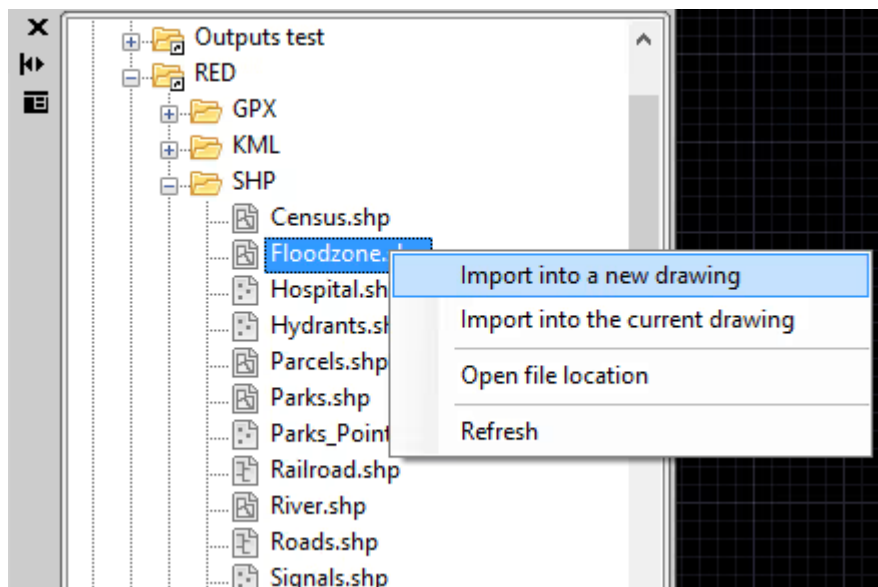 Outputs test
RED
GPX
KML
SHP
Census.shp
Floodzone.
Import into a new drawing
Hospital.sh
Import into the current drawing
Hydrants.sh
Parcels.shp
Open file location
Parks.shp
Parks_Point
Refresh
Railroad.shp
River.shp
Roads.shp
Signals.shp